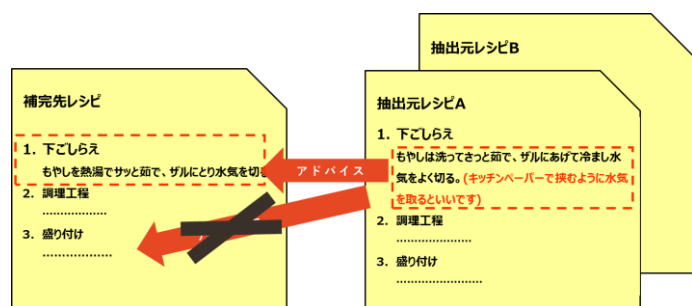 補完先レシピ
1. 下ごしらえ
もやしを熱湯でサッと茹で、ザルにとり水気を切
2. 調理工程
………………
3. 盛り付け
………………
アドバイス
抽出元レシピB
抽出元レシピA
1. 下ごしらえ
もやしは洗ってさっと茹で、ザルにあげて冷まし水
気をよく切る。(キッチンペーパーで挟むように水気
を取るといいです)
2. 調理工程
…………………
3. 盛り付け
…………………